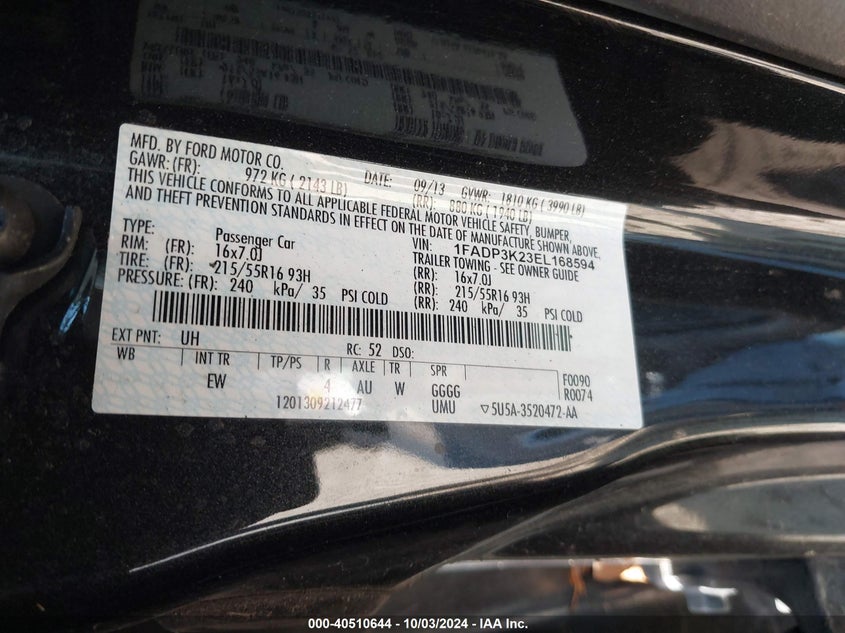 MFD. BY FORD MOTOR CO. DATE: 09/13 GVWR: 1810 KG ( 3990 LB)
GAWR: (FR): 972 KG ( 2143 LB) (RR): 880 KG ( 1940 LB)
THIS VEHICLE CONFORMS TO ALL APPLICABLE FEDERAL MOTOR VEHICLE SAFETY, BUMPER,
AND THEFT PREVENTION STANDARDS IN EFFECT ON THE DATE OF MANUFACTURE SHOWN ABOVE.
VIN: 1FADP3K23EL168594
TYPE: Passenger Car TRAILER TOWING - SEE OWNER GUIDE
RIM: (FR): 16x7.0J (RR): 16x7.0J
TIRE: (FR): 215/55R16 93H (RR): 215/55R16 93H
PRESSURE: (FR): 240 kPa/ 35 PSI COLD (RR): 240 kPa/ 35 PSI COLD
EXT PNT: UH RC: 52 DSO:
WB INT TR TP/PS R AXLE TR SPR F0090
EW 4 AU W GGGG R0074
1201309212477 UMU ▽5U5A-3520472-AA
000-40510644 - 10/03/2024 - IAA Inc.